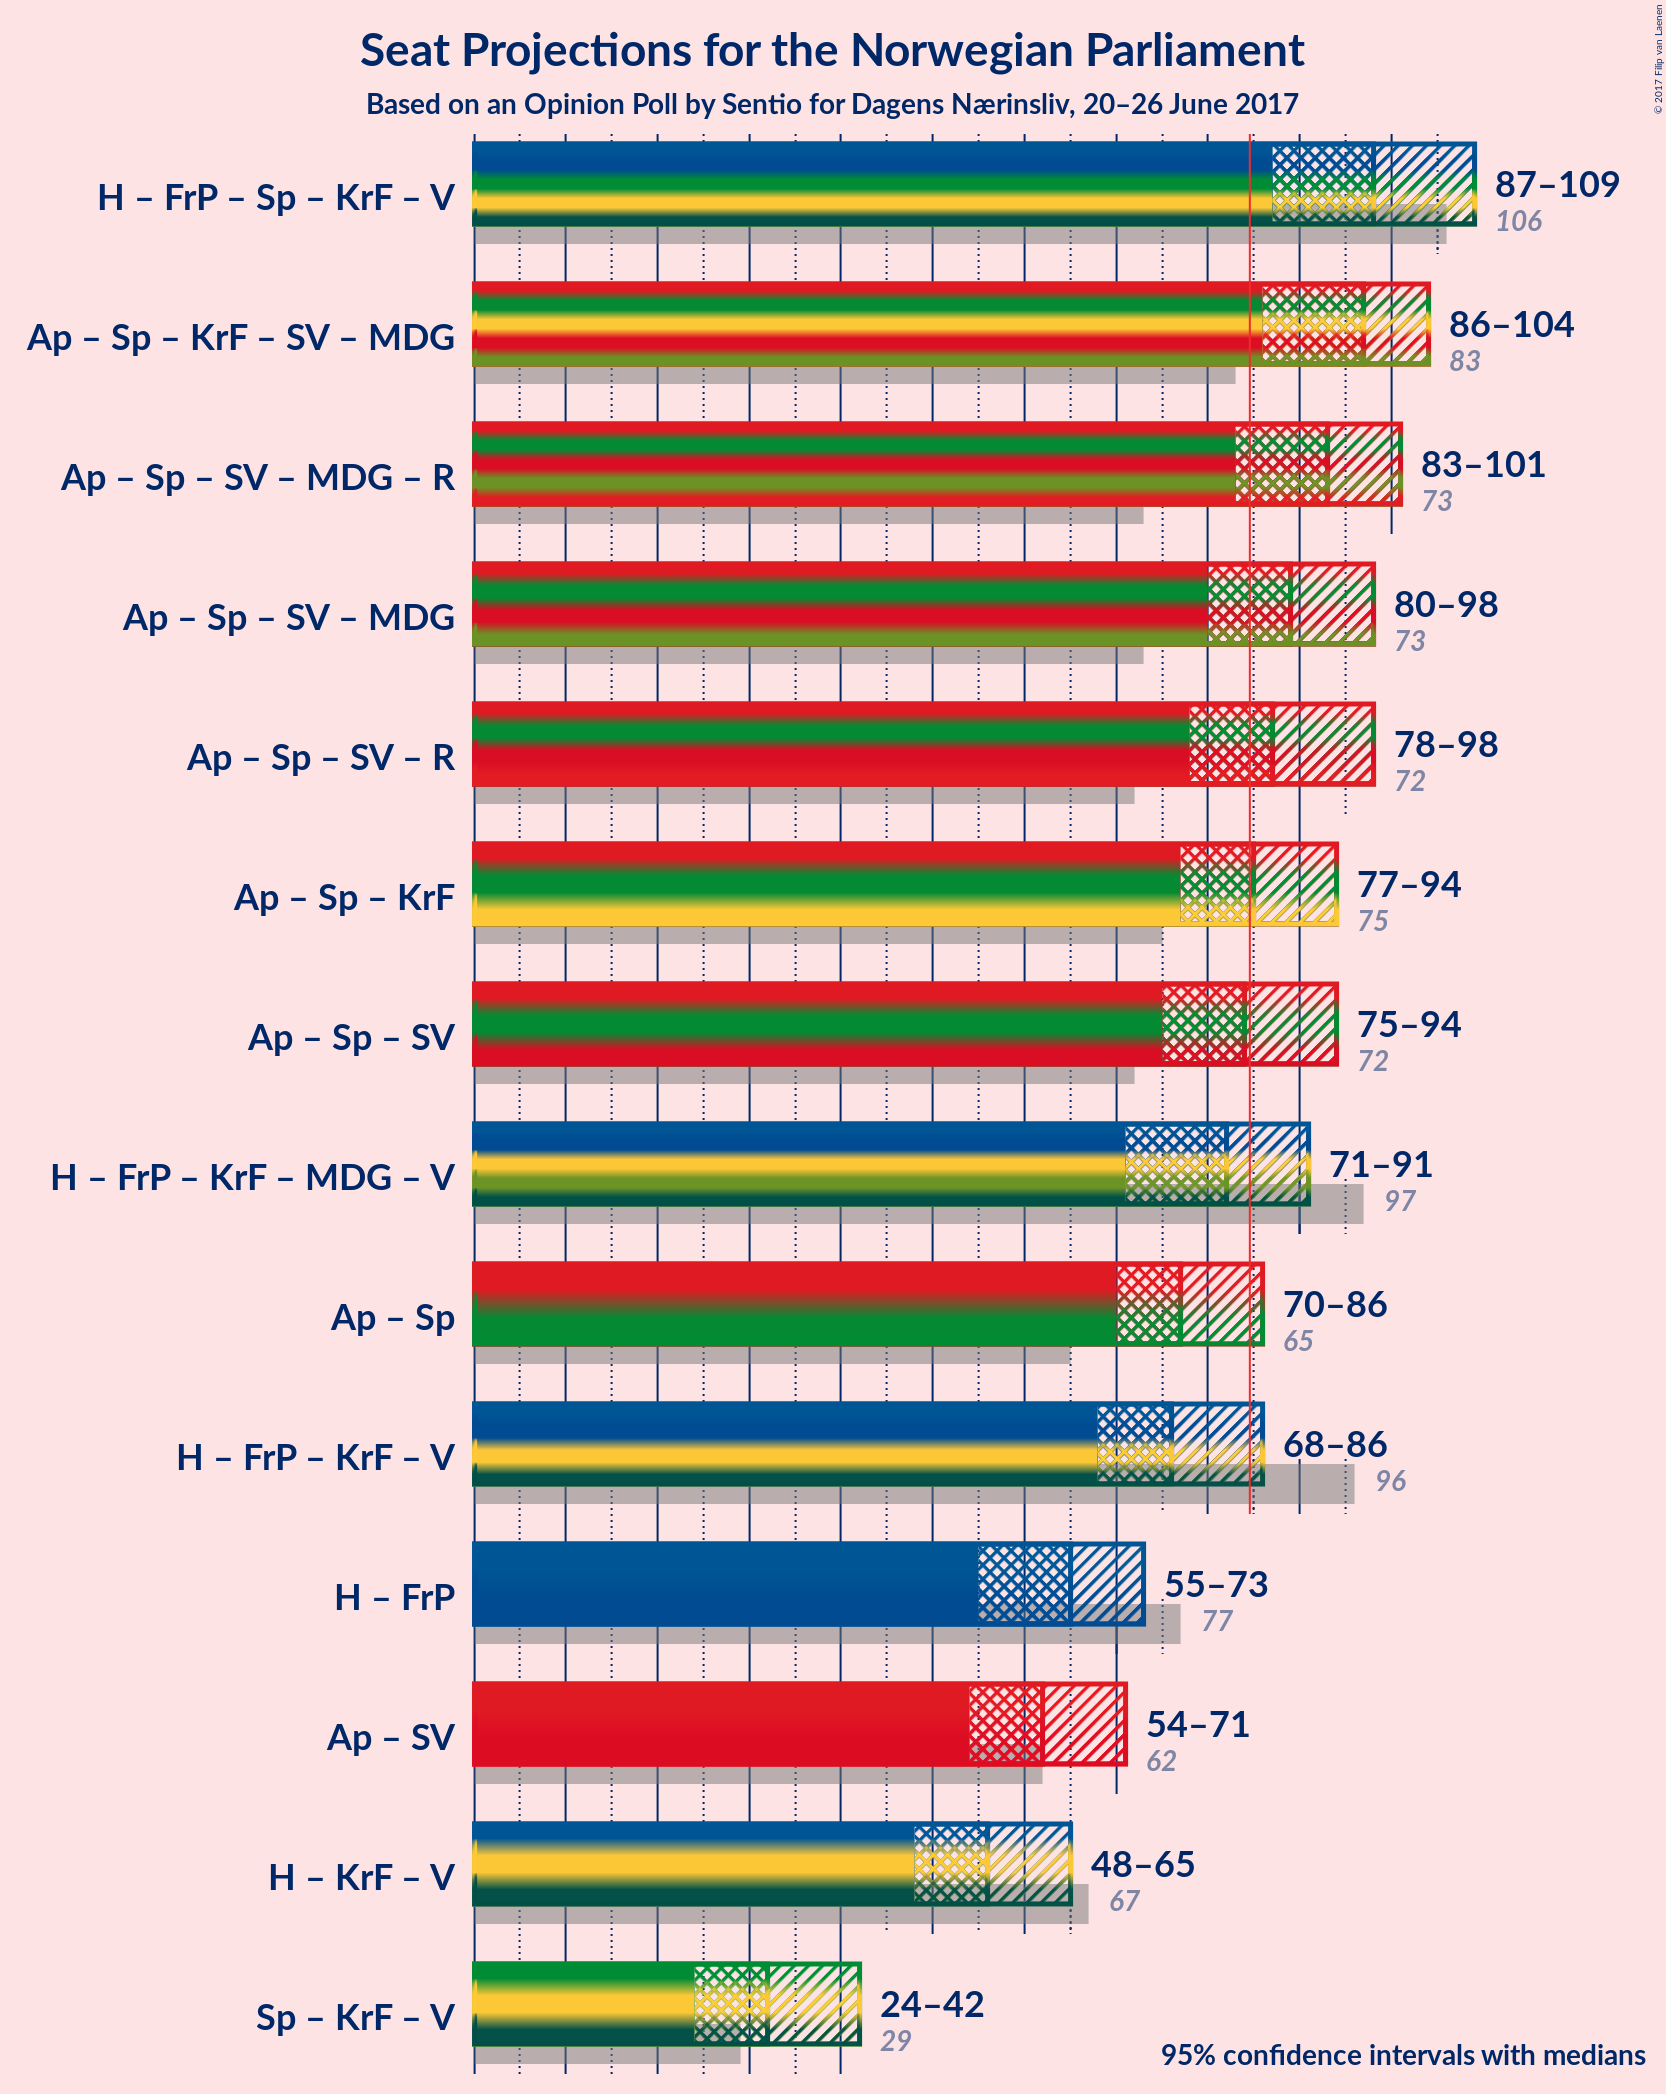 Seat Projections for the Norwegian Parliament
Based on an Opinion Poll by Sentio for Dagens Nærinsliv, 20–26 June 2017
© 2017 Filip van Laenen
H – FrP – Sp – KrF – V
87–109
106
Ap – Sp – KrF – SV – MDG
86–104
83
Ap – Sp – SV – MDG – R
83–101
73
Ap – Sp – SV – MDG
80–98
73
Ap – Sp – SV – R
78–98
72
Ap – Sp – KrF
77–94
75
Ap – Sp – SV
75–94
72
H – FrP – KrF – MDG – V
71–91
97
Ap – Sp
70–86
65
H – FrP – KrF – V
68–86
96
H – FrP
55–73
77
Ap – SV
54–71
62
H – KrF – V
48–65
67
Sp – KrF – V
24–42
29
95% confidence intervals with medians